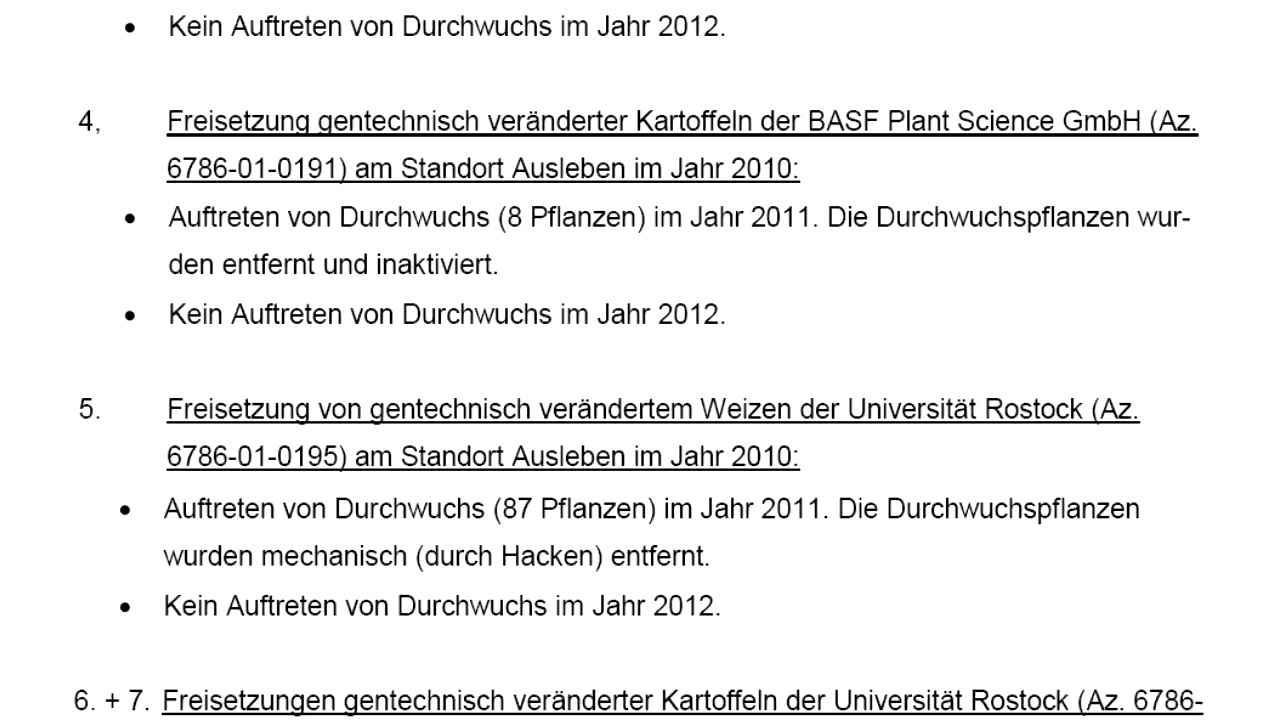 • Kein Auftreten von Durchwuchs im Jahr 2012.
4, Freisetzung gentechnisch veränderter Kartoffeln der BASF Plant Science GmbH (Az.
6786-01-0191) am Standort Ausleben im Jahr 2010:
• Auftreten von Durchwuchs (8 Pflanzen) im Jahr 2011. Die Durchwuchspflanzen wur-
den entfernt und inaktiviert.
• Kein Auftreten von Durchwuchs im Jahr 2012.
5. Freisetzung von gentechnisch verändertem Weizen der Universität Rostock (Az.
6786-01-0195) am Standort Ausleben im Jahr 2010:
• Auftreten von Durchwuchs (87 Pflanzen) im Jahr 2011. Die Durchwuchspflanzen
wurden mechanisch (durch Hacken) entfernt.
• Kein Auftreten von Durchwuchs im Jahr 2012.
6. + 7. Freisetzungen gentechnisch veränderter Kartoffeln der Universität Rostock (Az. 6786-